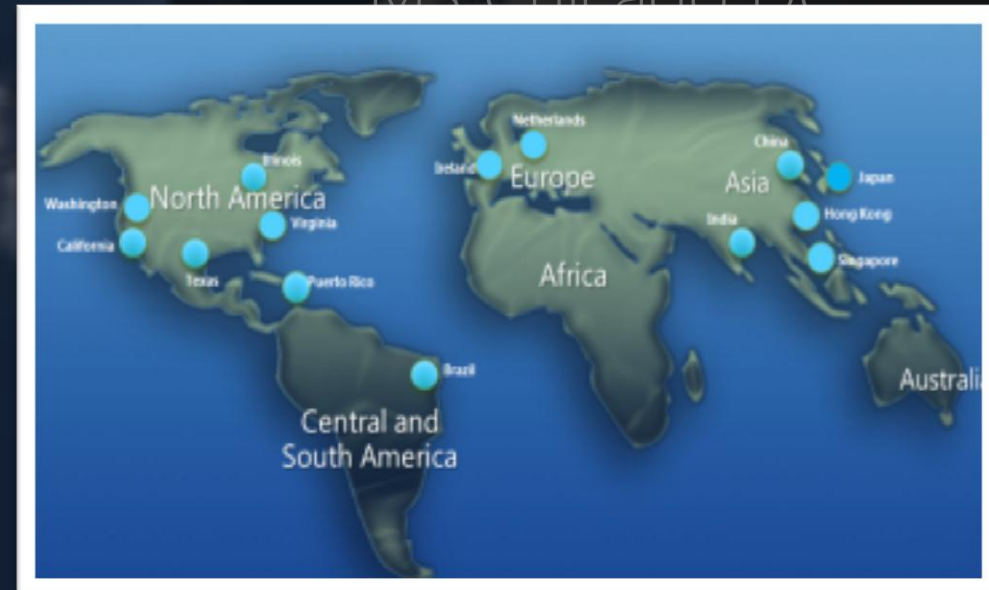 Netherlands
China
Illinois
Ireland
Europe
Asia
Japan
Washington
North America
Virginia
India
Hong Kong
California
Singapore
Texas
Puerto Rico
Africa
Brazil
Australia
Central and
South America